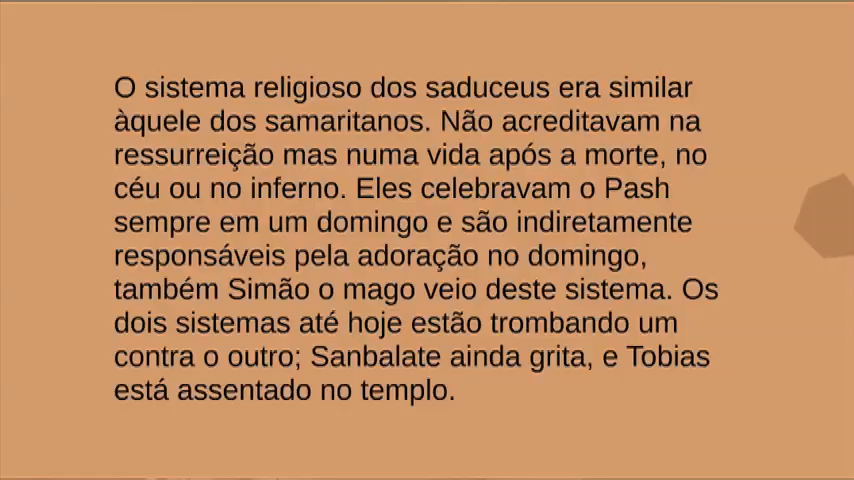 O sistema religioso dos saduceus era similar
àquele dos samaritanos. Não acreditavam na
ressurreição mas numa vida após a morte, no
céu ou no inferno. Eles celebravam o Pash
sempre em um domingo e são indiretamente
responsáveis pela adoração no domingo,
também Simão o mago veio deste sistema. Os
dois sistemas até hoje estão trombando um
contra o outro; Sanbalate ainda grita, e Tobias
está assentado no templo.